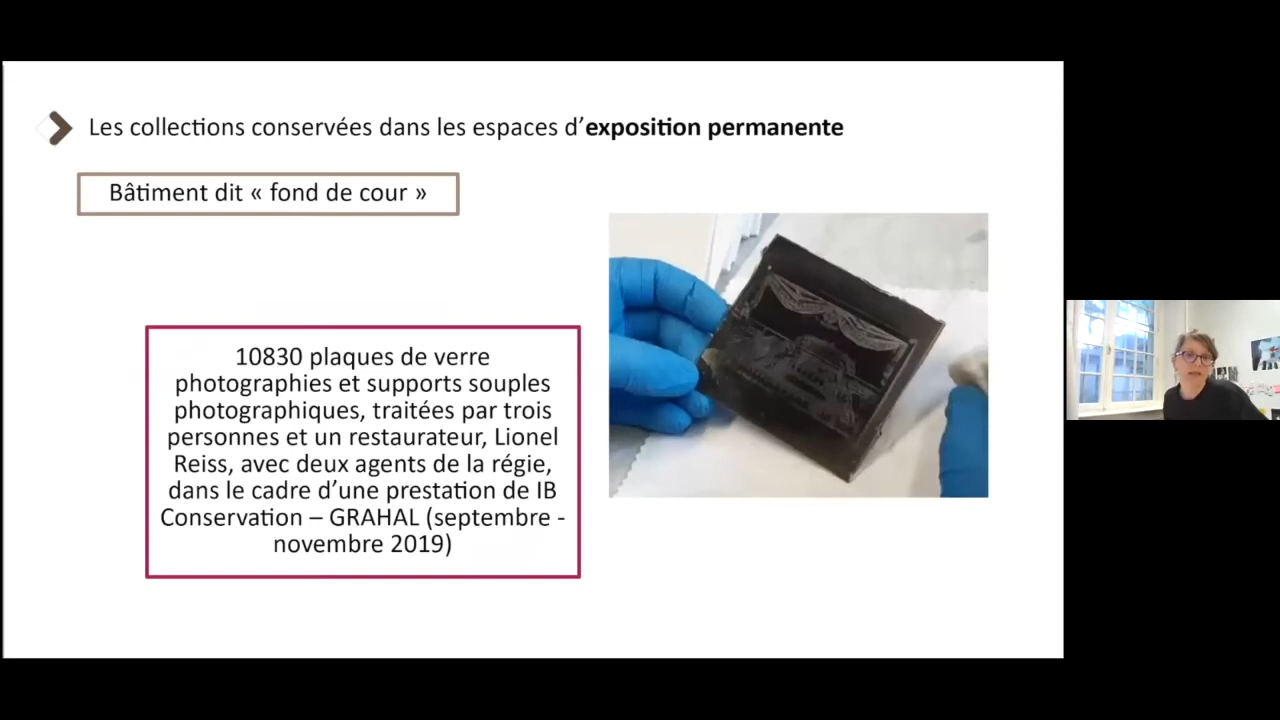 Les collections conservées dans les espaces d’exposition permanente
Bâtiment dit « fond de cour »
10830 plaques de verre
photographies et supports souples
photographiques, traitées par trois
personnes et un restaurateur, Lionel
Reiss, avec deux agents de la régie,
dans le cadre d’une prestation de IB
Conservation – GRAHAL (septembre -
novembre 2019)